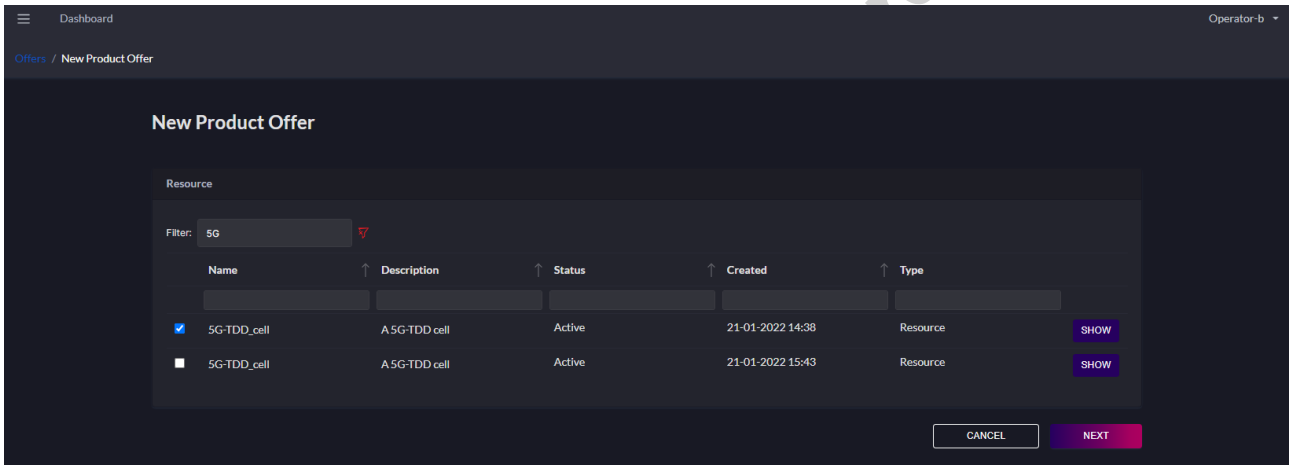 Dashboard Operator-b
Offers / New Product Offer
New Product Offer
Resource
Filter: 5G
Name Description Status Created Type
5G-TDD_cell A 5G-TDD cell Active 21-01-2022 14:38 Resource SHOW
5G-TDD_cell A 5G-TDD cell Active 21-01-2022 15:43 Resource SHOW
CANCEL NEXT